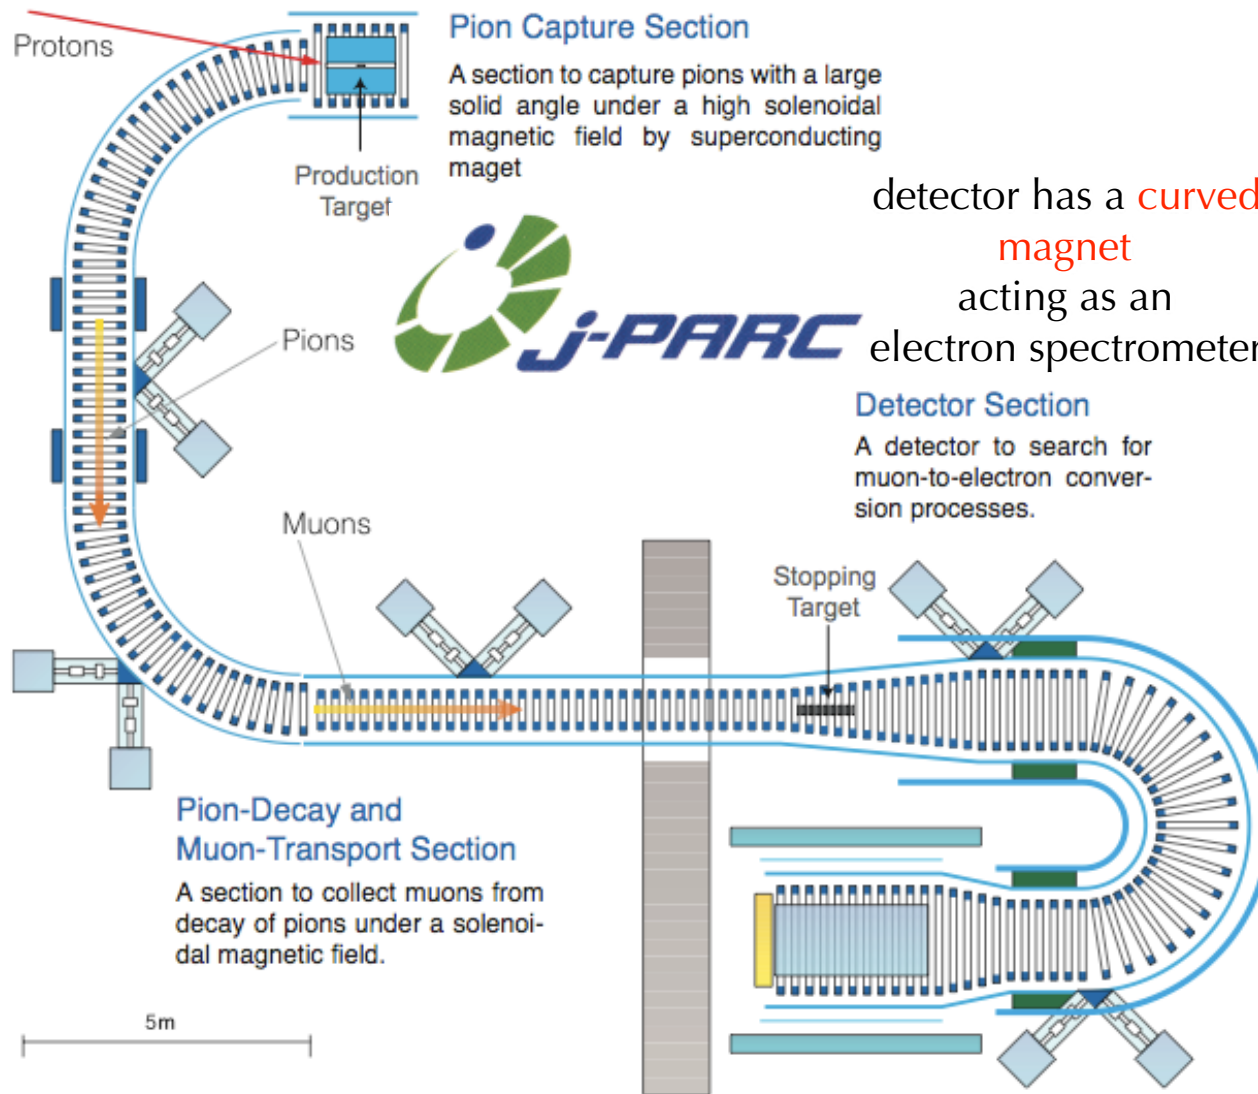 Protons
Pion Capture Section
A section to capture pions with a large
solid angle under a high solenoidal
magnetic field by superconducting
maget
Production
Target
detector has a curved
magnet
acting as an
electron spectrometer
J-PARC
Pions
Detector Section
A detector to search for
muon-to-electron conver-
sion processes.
Muons
Stopping
Target
Pion-Decay and
Muon-Transport Section
A section to collect muons from
decay of pions under a solenoi-
dal magnetic field.
5m